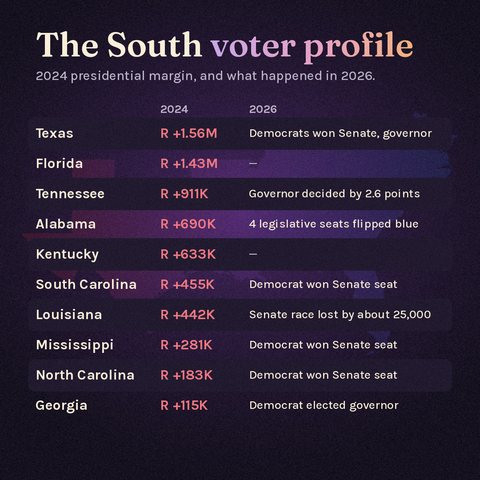 The South voter profile
2024 presidential margin, and what happened in 2026.
2024 2026
Texas R +1.56M Democrats won Senate, governor
Florida R +1.43M —
Tennessee R +911K Governor decided by 2.6 points
Alabama R +690K 4 legislative seats flipped blue
Kentucky R +633K —
South Carolina R +455K Democrat won Senate seat
Louisiana R +442K Senate race lost by about 25,000
Mississippi R +281K Democrat won Senate seat
North Carolina R +183K Democrat won Senate seat
Georgia R +115K Democrat elected governor